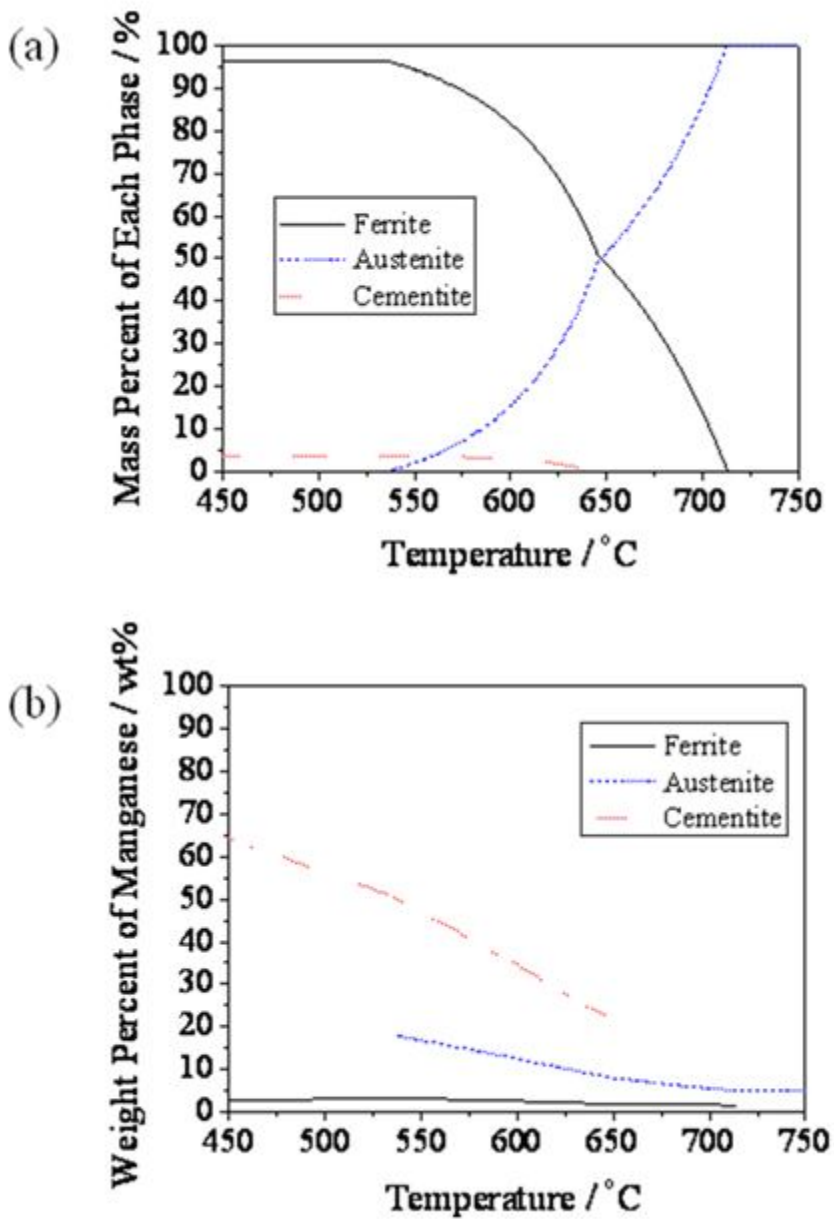 (a)
Mass Percent of Each Phase / %
100
90
80
70
60
50
40
30
20
10
0
Ferrite
Austenite
Cementite
450 500 550 600 650 700 750
Temperature / °C
(b)
Weight Percent of Manganese / wt%
100
90
80
70
60
50
40
30
20
10
0
Ferrite
Austenite
Cementite
450 500 550 600 650 700 750
Temperature / °C